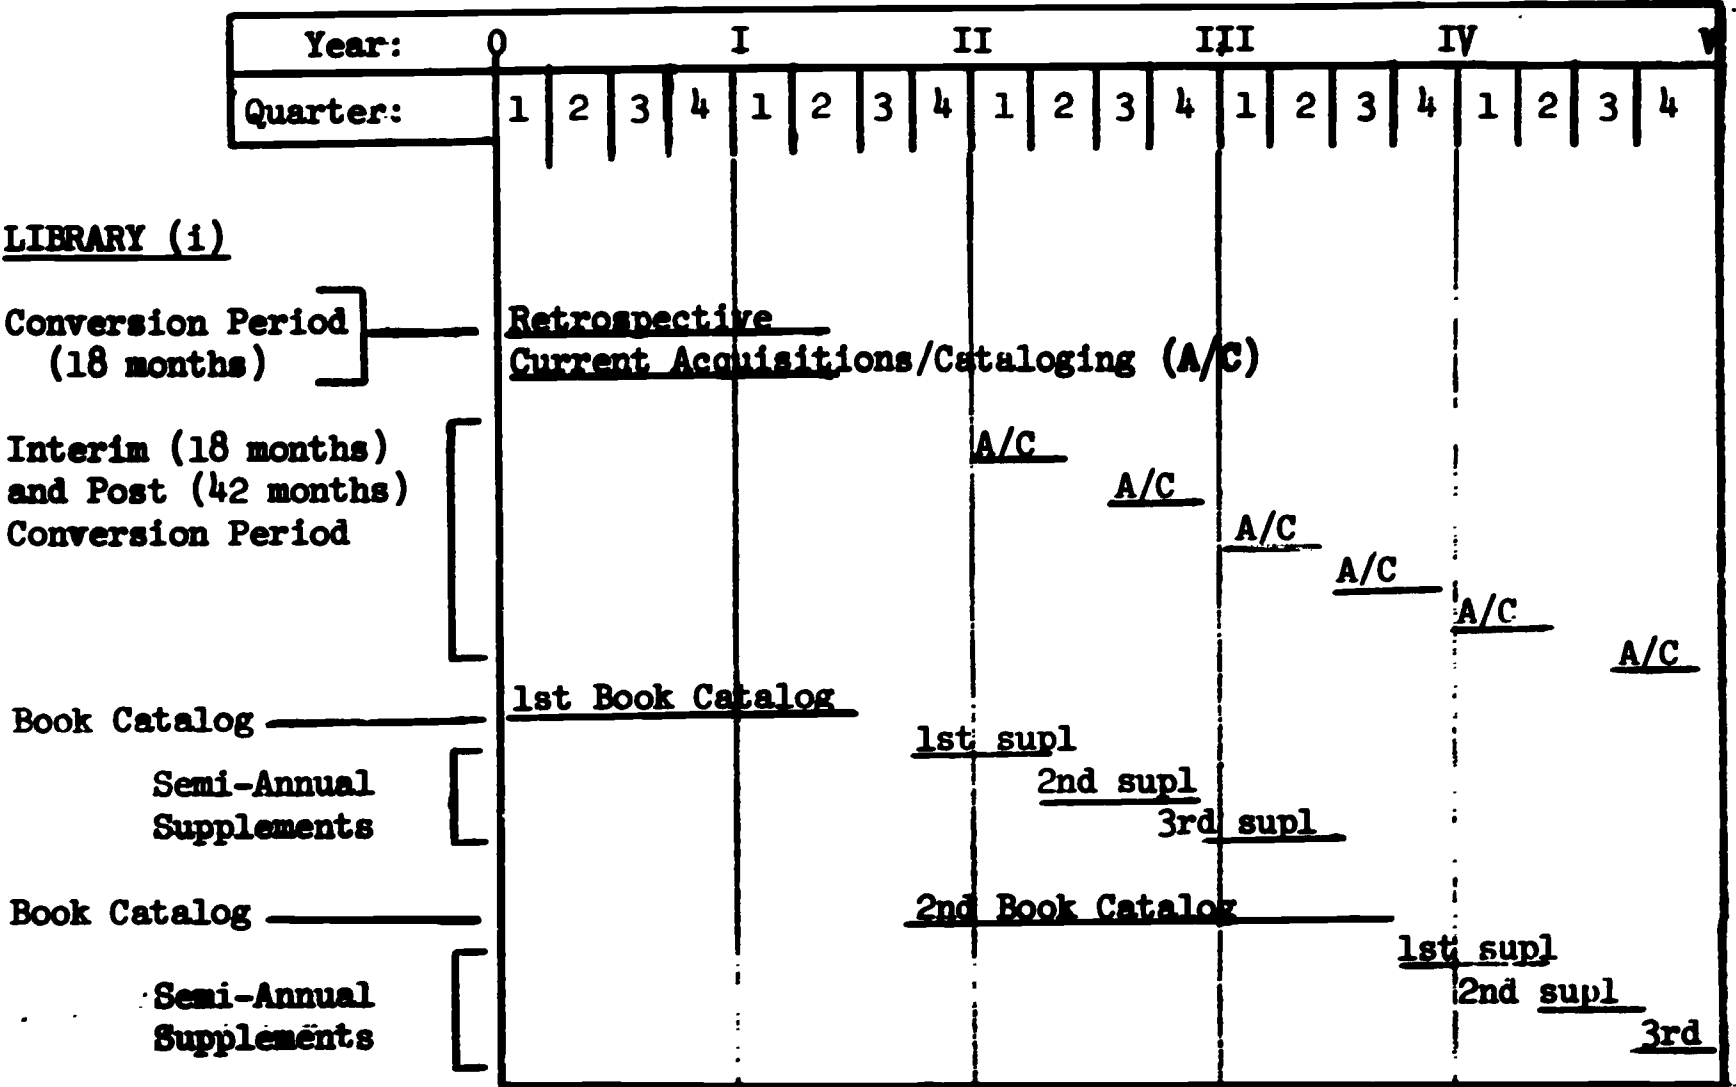 Year: 0 I II III IV V
Quarter: 1 2 3 4 1 2 3 4 1 2 3 4 1 2 3 4 1 2 3 4
LIBRARY (i)
Conversion Period Retrospective
(18 months) Current Acquisitions/Cataloging (A/C)
Interim (18 months) A/C
and Post (42 months) A/C
Conversion Period A/C
A/C
A/C
A/C
Book Catalog 1st Book Catalog
1st supl
Semi-Annual 2nd supl
Supplements 3rd supl
Book Catalog 2nd Book Catalog
1st supl
Semi-Annual 2nd supl
Supplements 3rd